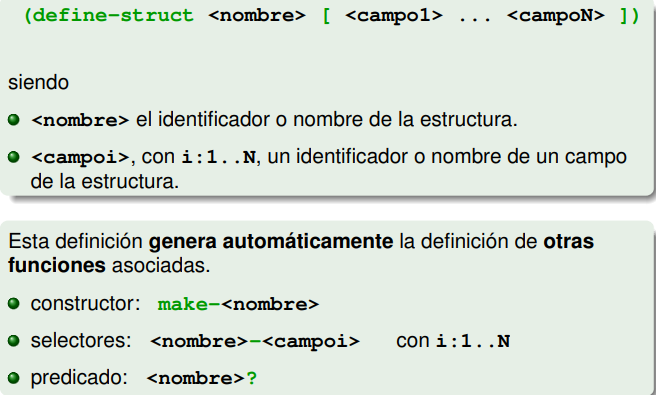 (define-struct <nombre> [ <campo1> ... <campoN> ])
siendo
<nombre> el identificador o nombre de la estructura.
<campoi>, con i:1..N, un identificador o nombre de un campo
de la estructura.
Esta definición genera automáticamente la definición de otras
funciones asociadas.
constructor: make-<nombre>
selectores: <nombre>-<campoi> con i:1..N
predicado: <nombre>?